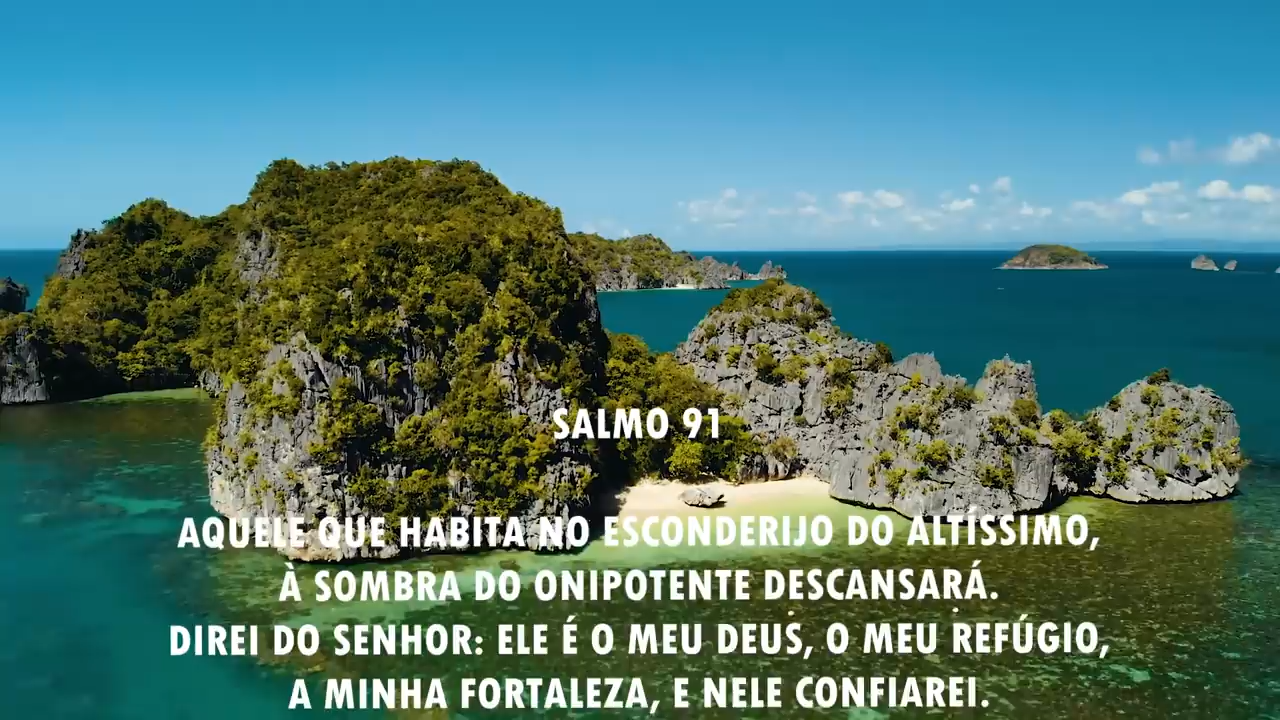 SALMO 91
AQUELE QUE HABITA NO ESCONDERIJO DO ALTÍSSIMO,
À SOMBRA DO ONIPOTENTE DESCANSARÁ.
DIREI DO SENHOR: ELE É O MEU DEUS, O MEU REFÚGIO,
A MINHA FORTALEZA, E NELE CONFIAREI.